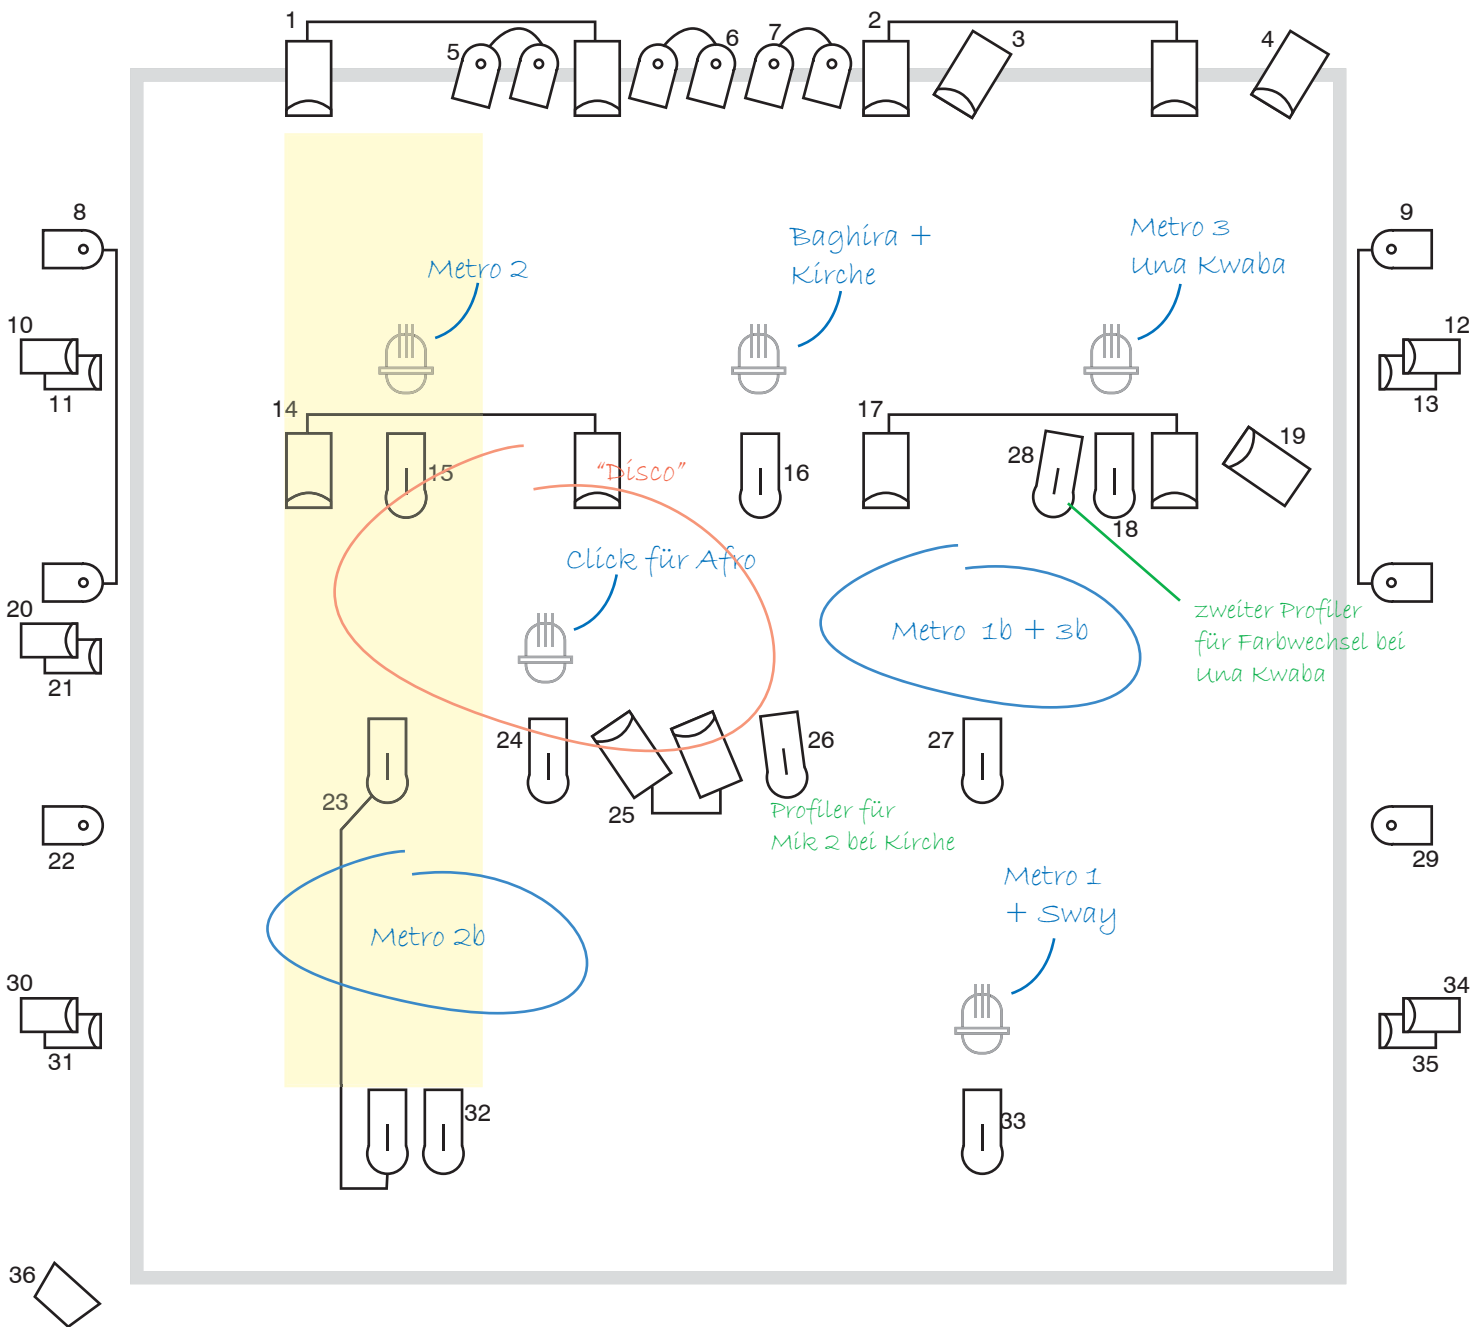 1
2
3
4
5
6
7
8
9
Metro 2
Baghira +
Kirche
Metro 3
Una Kwaba
10
11
12
13
14
15
"Disco"
16
17
28
18
19
Click für Afro
Metro 1b + 3b
zweiter Profiler
für Farbwechsel bei
Una Kwaba
20
21
22
23
24
25
26
27
Profiler für
Mik 2 bei Kirche
29
Metro 2b
Metro 1
+ Sway
30
31
32
33
34
35
36